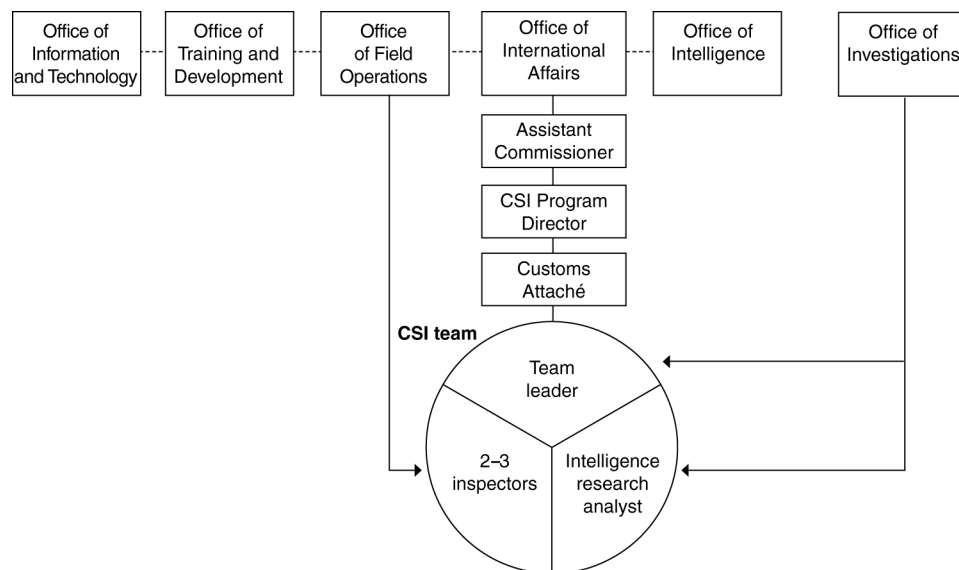 Office of
Information
and Technology
Office of
Training and
Development
Office
of Field
Operations
Office of
International
Affairs
Office of
Intelligence
Office of
Investigations
Assistant
Commissioner
CSI Program
Director
Customs
Attaché
CSI team
Team
leader
2–3
inspectors
Intelligence
research
analyst